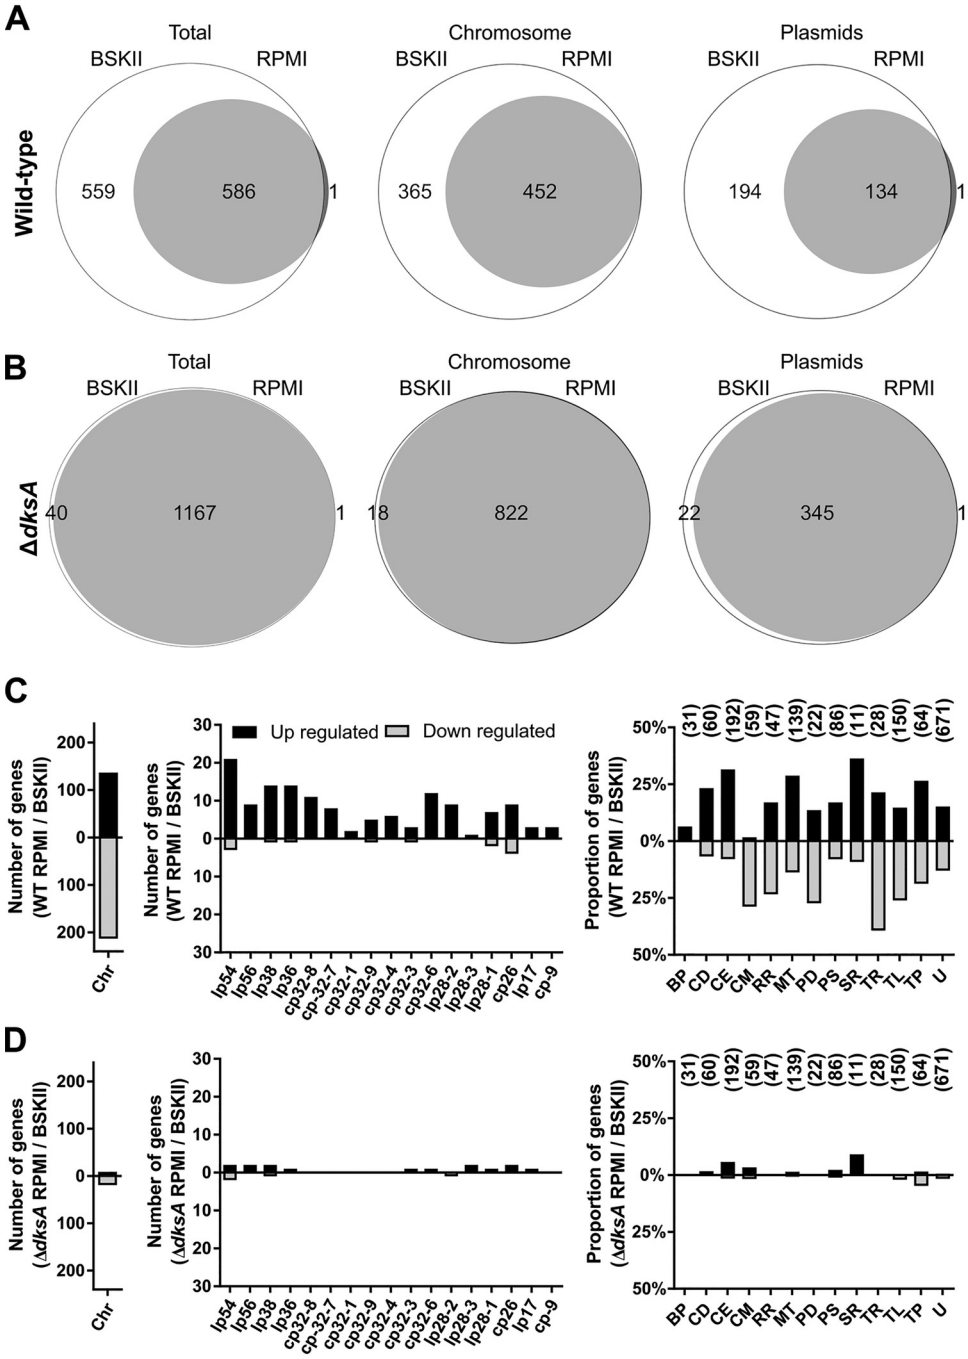 A
Total
Chromosome
Plasmids
BSKII RPMI
BSKII RPMI
BSKII RPMI
Wild-type
559 586 1
365 452
194 134 1
B
Total
Chromosome
Plasmids
BSKII RPMI
BSKII RPMI
BSKII RPMI
ΔdksA
40 1167 1
18 822
22 345 1
C
Number of genes
(WT RPMI / BSKII)
200
100
0
100
200
Chr
Number of genes
(WT RPMI / BSKII)
30
20
10
0
10
20
30
Up regulated Down regulated
lp54 lp56 lp38 lp36 cp32-8 cp-32-7 cp32-1 cp32-9 cp32-4 cp32-3 cp32-6 lp28-2 lp28-3 lp28-1 cp26 lp17 cp-9
Proportion of genes
(WT RPMI / BSKII)
50%
25%
0%
25%
50%
(31) (60) (192) (59) (47) (139) (22) (86) (11) (28) (150) (64) (671)
BP CD CE CM RR MT PD PS SR TR TL TP U
D
Number of genes
(ΔdksA RPMI / BSKII)
200
100
0
100
200
Chr
Number of genes
(ΔdksA RPMI / BSKII)
30
20
10
0
10
20
30
lp54 lp56 lp38 lp36 cp32-8 cp-32-7 cp32-1 cp32-9 cp32-4 cp32-3 cp32-6 lp28-2 lp28-3 lp28-1 cp26 lp17 cp-9
Proportion of genes
(ΔdksA RPMI / BSKII)
50%
25%
0%
25%
50%
(31) (60) (192) (59) (47) (139) (22) (86) (11) (28) (150) (64) (671)
BP CD CE CM RR MT PD PS SR TR TL TP U